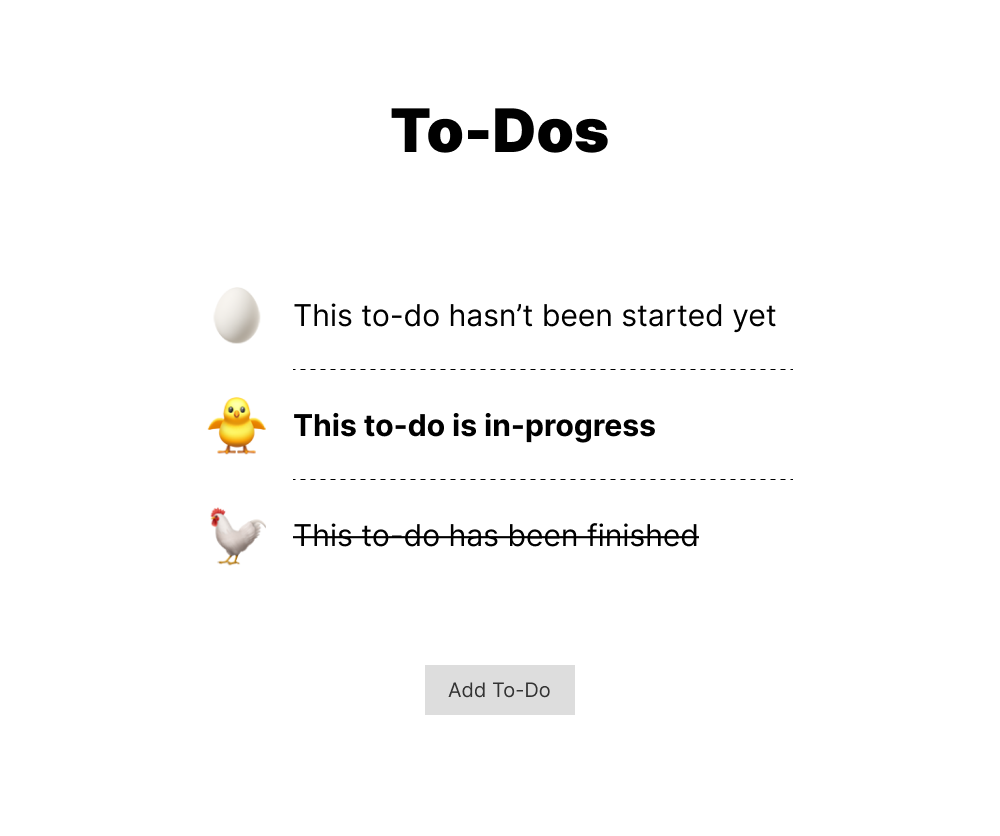 To-Dos
This to-do hasn’t been started yet
This to-do is in-progress
This to-do has been finished
Add To-Do